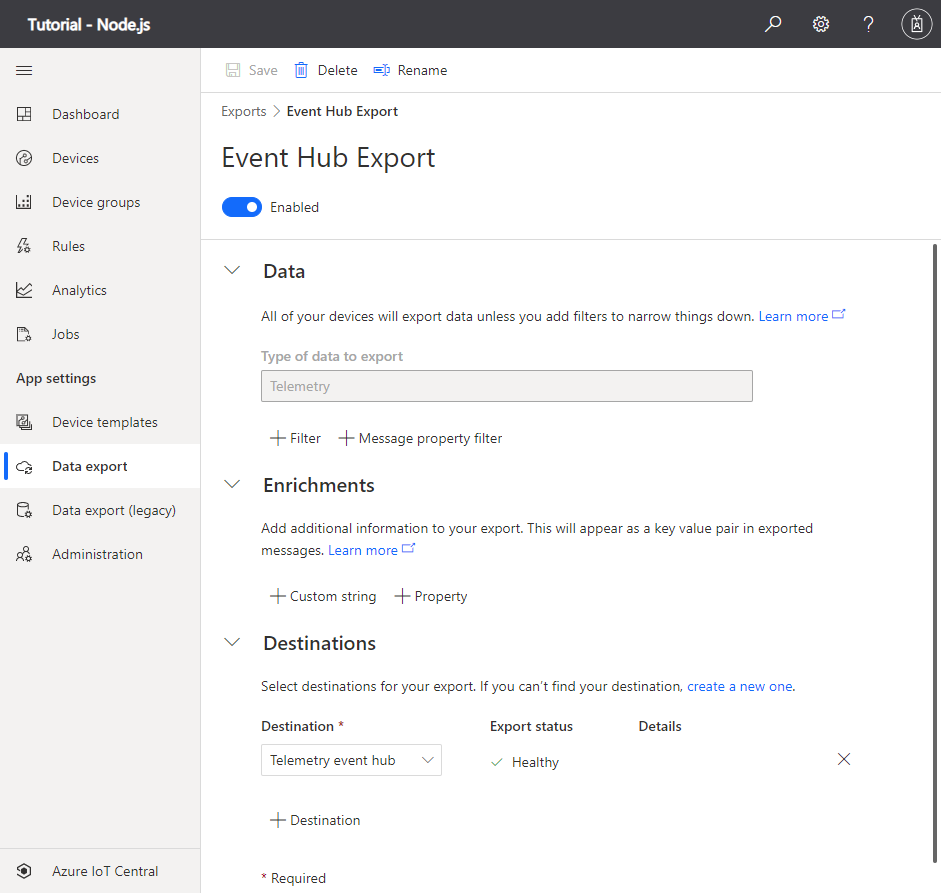 Tutorial - Node.js
Save
Delete
Rename
Dashboard
Devices
Device groups
Rules
Analytics
Jobs
App settings
Device templates
Data export
Data export (legacy)
Administration
Azure IoT Central
Exports > Event Hub Export
Event Hub Export
Enabled
Data
All of your devices will export data unless you add filters to narrow things down. Learn more
Type of data to export
Telemetry
+ Filter
+ Message property filter
Enrichments
Add additional information to your export. This will appear as a key value pair in exported
messages. Learn more
+ Custom string
+ Property
Destinations
Select destinations for your export. If you can't find your destination, create a new one.
Destination *
Export status
Details
Telemetry event hub
Healthy
+ Destination
* Required